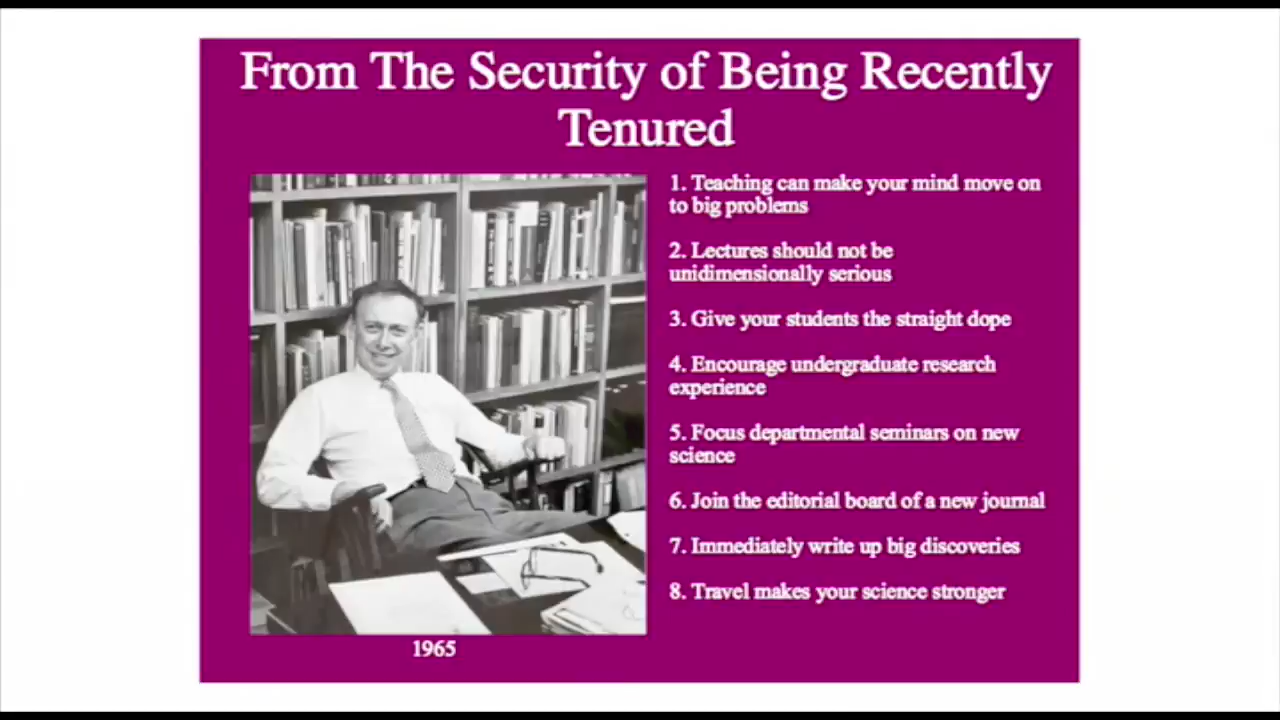 From The Security of Being Recently
Tenured
1. Teaching can make your mind move on
to big problems
2. Lectures should not be
unidimensionally serious
3. Give your students the straight dope
4. Encourage undergraduate research
experience
5. Focus departmental seminars on new
science
6. Join the editorial board of a new journal
7. Immediately write up big discoveries
8. Travel makes your science stronger
1965